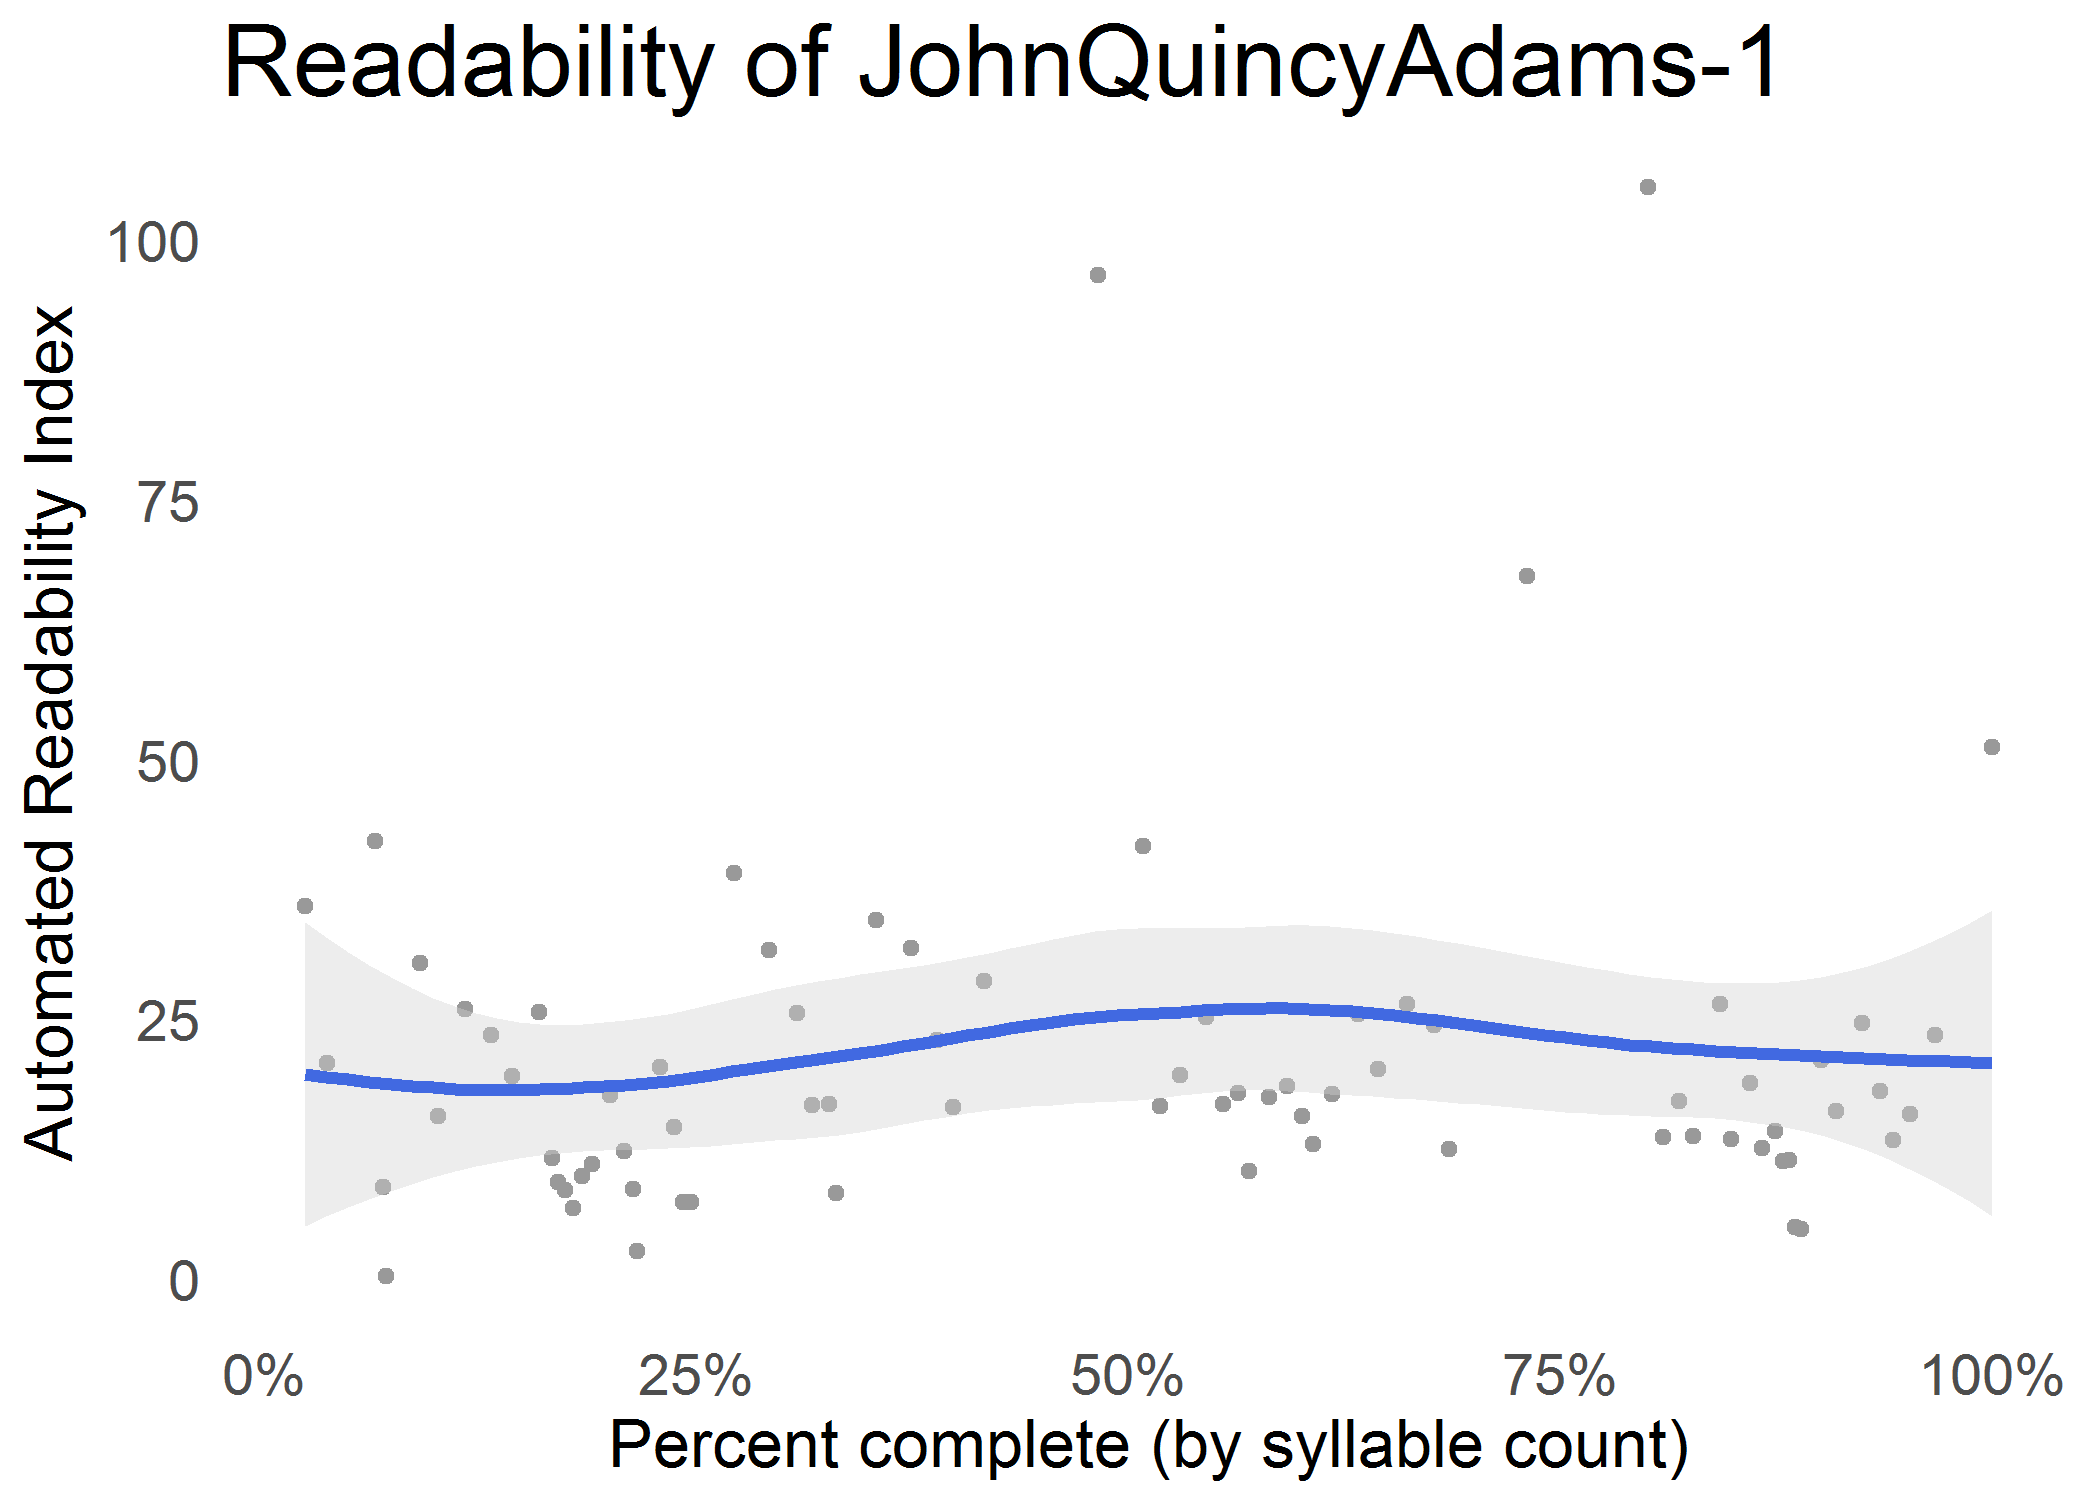 Readability of JohnQuincyAdams-1
Automated Readability Index
100
75
50
25
0
0% 25% 50% 75% 100%
Percent complete (by syllable count)